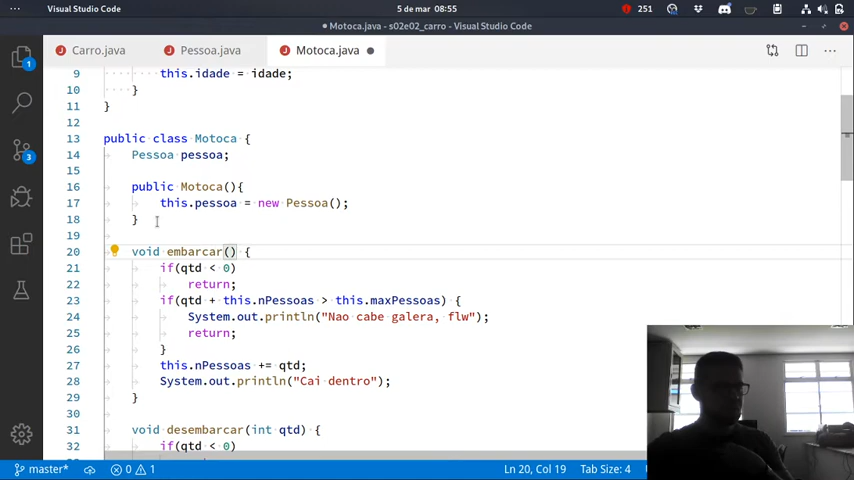 Visual Studio Code
5 de mar 08:55
251
Motoca.java - s02e02_carro - Visual Studio Code
Carro.java
Pessoa.java
Motoca.java
9 this.idade = idade;
10 }
11 }
12
13 public class Motoca {
14 Pessoa pessoa;
15
16 public Motoca(){
17 this.pessoa = new Pessoa();
18 }
19
20 void embarcar() {
21 if(qtd < 0)
22 return;
23 if(qtd + this.nPessoas > this.maxPessoas) {
24 System.out.println("Nao cabe galera, flw");
25 return;
26 }
27 this.nPessoas += qtd;
28 System.out.println("Cai dentro");
29 }
30
31 void desembarcar(int qtd) {
32 if(qtd < 0)
1
3
master*
0
1
Ln 20, Col 19
Tab Size: 4